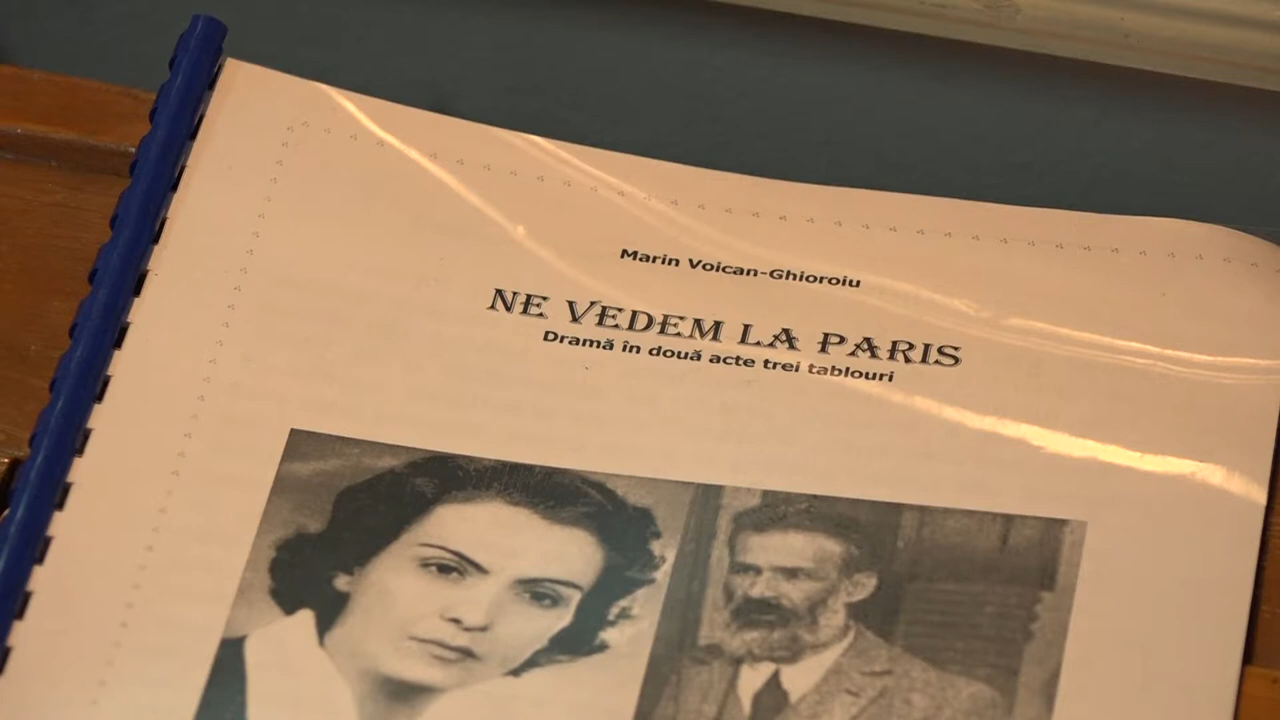 Marin Voican-Ghioroiu
NE VEDEM LA PARIS
Dramă în două acte trei tablouri